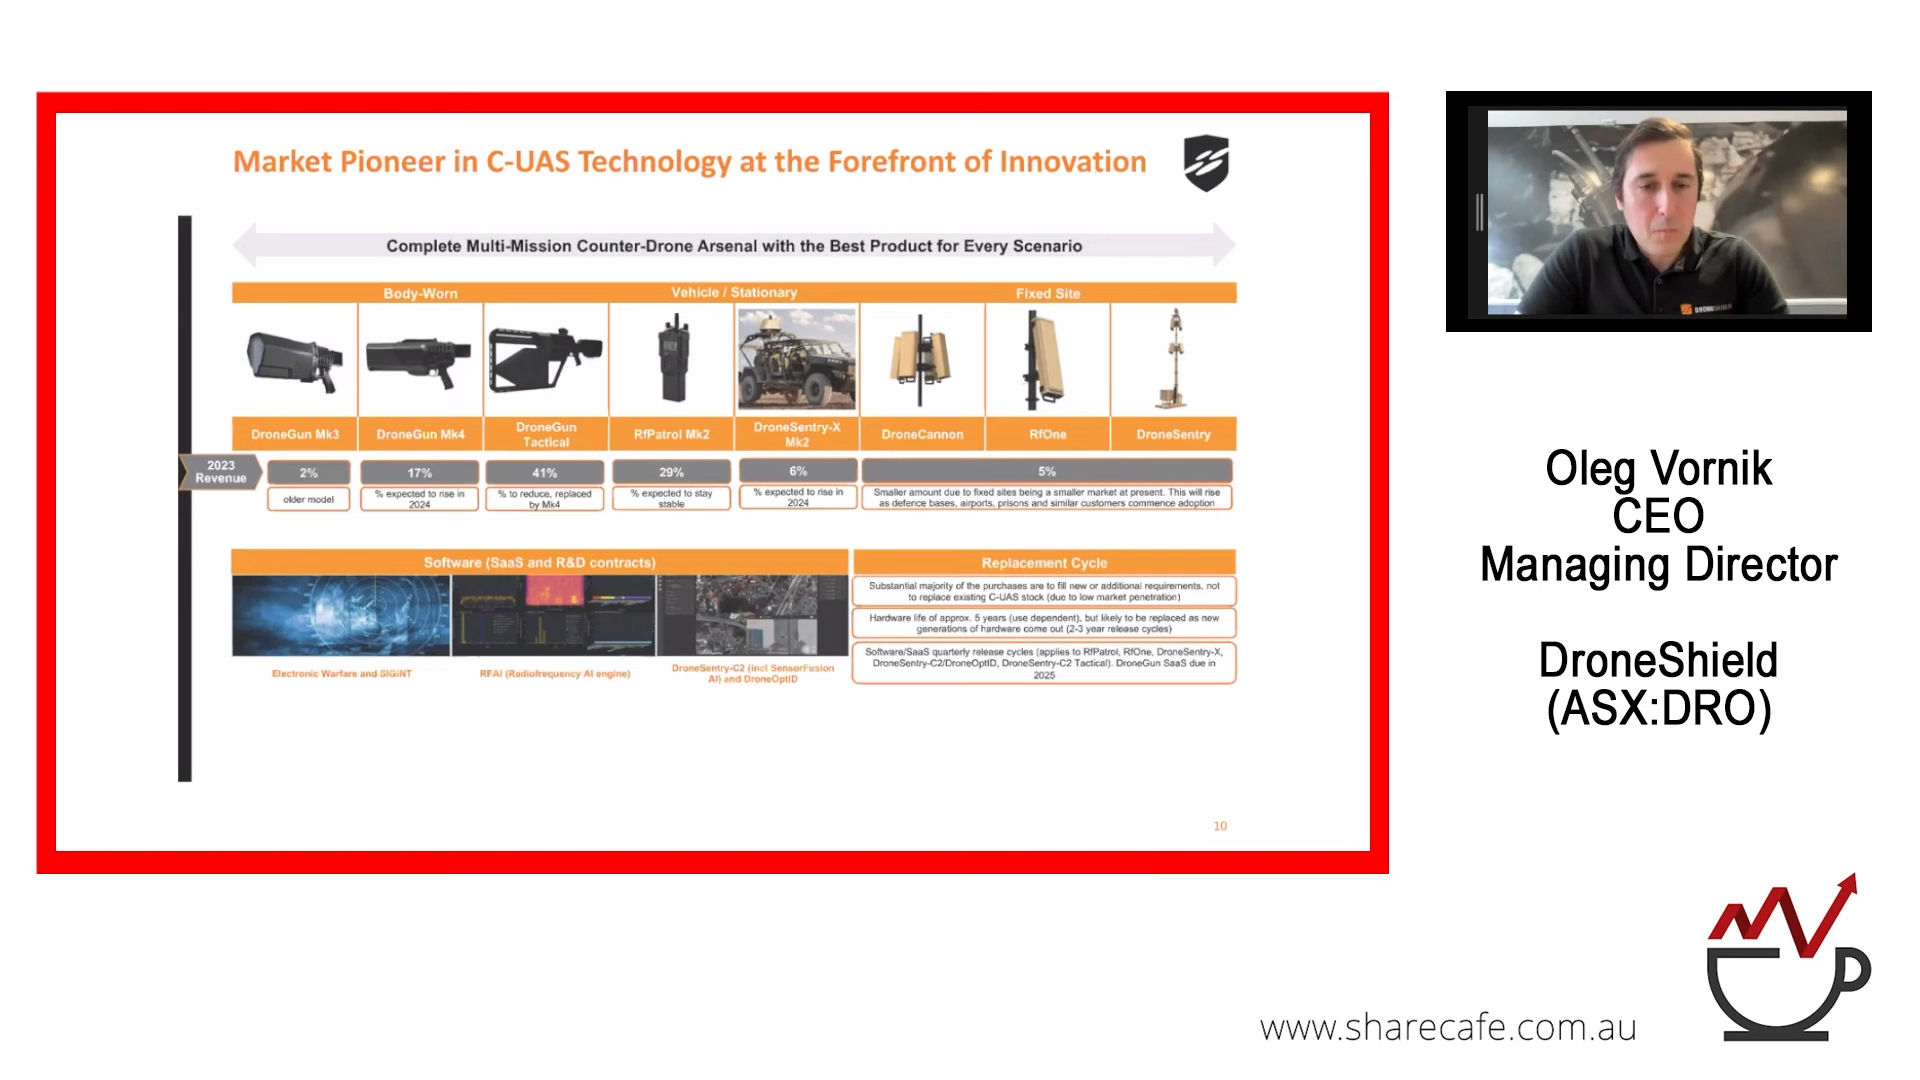 Market Pioneer in C-UAS Technology at the Forefront of Innovation
Complete Multi-Mission Counter-Drone Arsenal with the Best Product for Every Scenario
Body-Worn
Vehicle / Stationary
Fixed Site
DroneGun Mk3
DroneGun Mk4
DroneGun
Tactical
RfPatrol Mk2
DroneSentry-X
Mk2
DroneCannon
RfOne
DroneSentry
2023
Revenue
2%
17%
41%
29%
6%
5%
older model
% expected to rise in
2024
% to reduce, replaced
by Mk4
% expected to stay
stable
% expected to rise in
2024
Smaller amount due to fixed sites being a smaller market at present. This will rise
as defence bases, airports, prisons and similar customers commence adoption
Software (SaaS and R&D contracts)
Electronic Warfare and SIGINT
RFAI (Radiofrequency AI engine)
DroneSentry-C2 (incl SensorFusion
AI) and DroneOptID
Replacement Cycle
Substantial majority of the purchases are to fill new or additional requirements, not
to replace existing C-UAS stock (due to low market penetration)
Hardware life of approx. 5 years (use dependent), but likely to be replaced as new
generations of hardware come out (2-3 year release cycles)
Software/SaaS quarterly release cycles (applies to RfPatrol, RfOne, DroneSentry-X,
DroneSentry-C2/DroneOptID, DroneSentry-C2 Tactical). DroneGun SaaS due in
2025
10
DRONESHIELD
Oleg Vornik
CEO
Managing Director
DroneShield
(ASX:DRO)
www.sharecafe.com.au